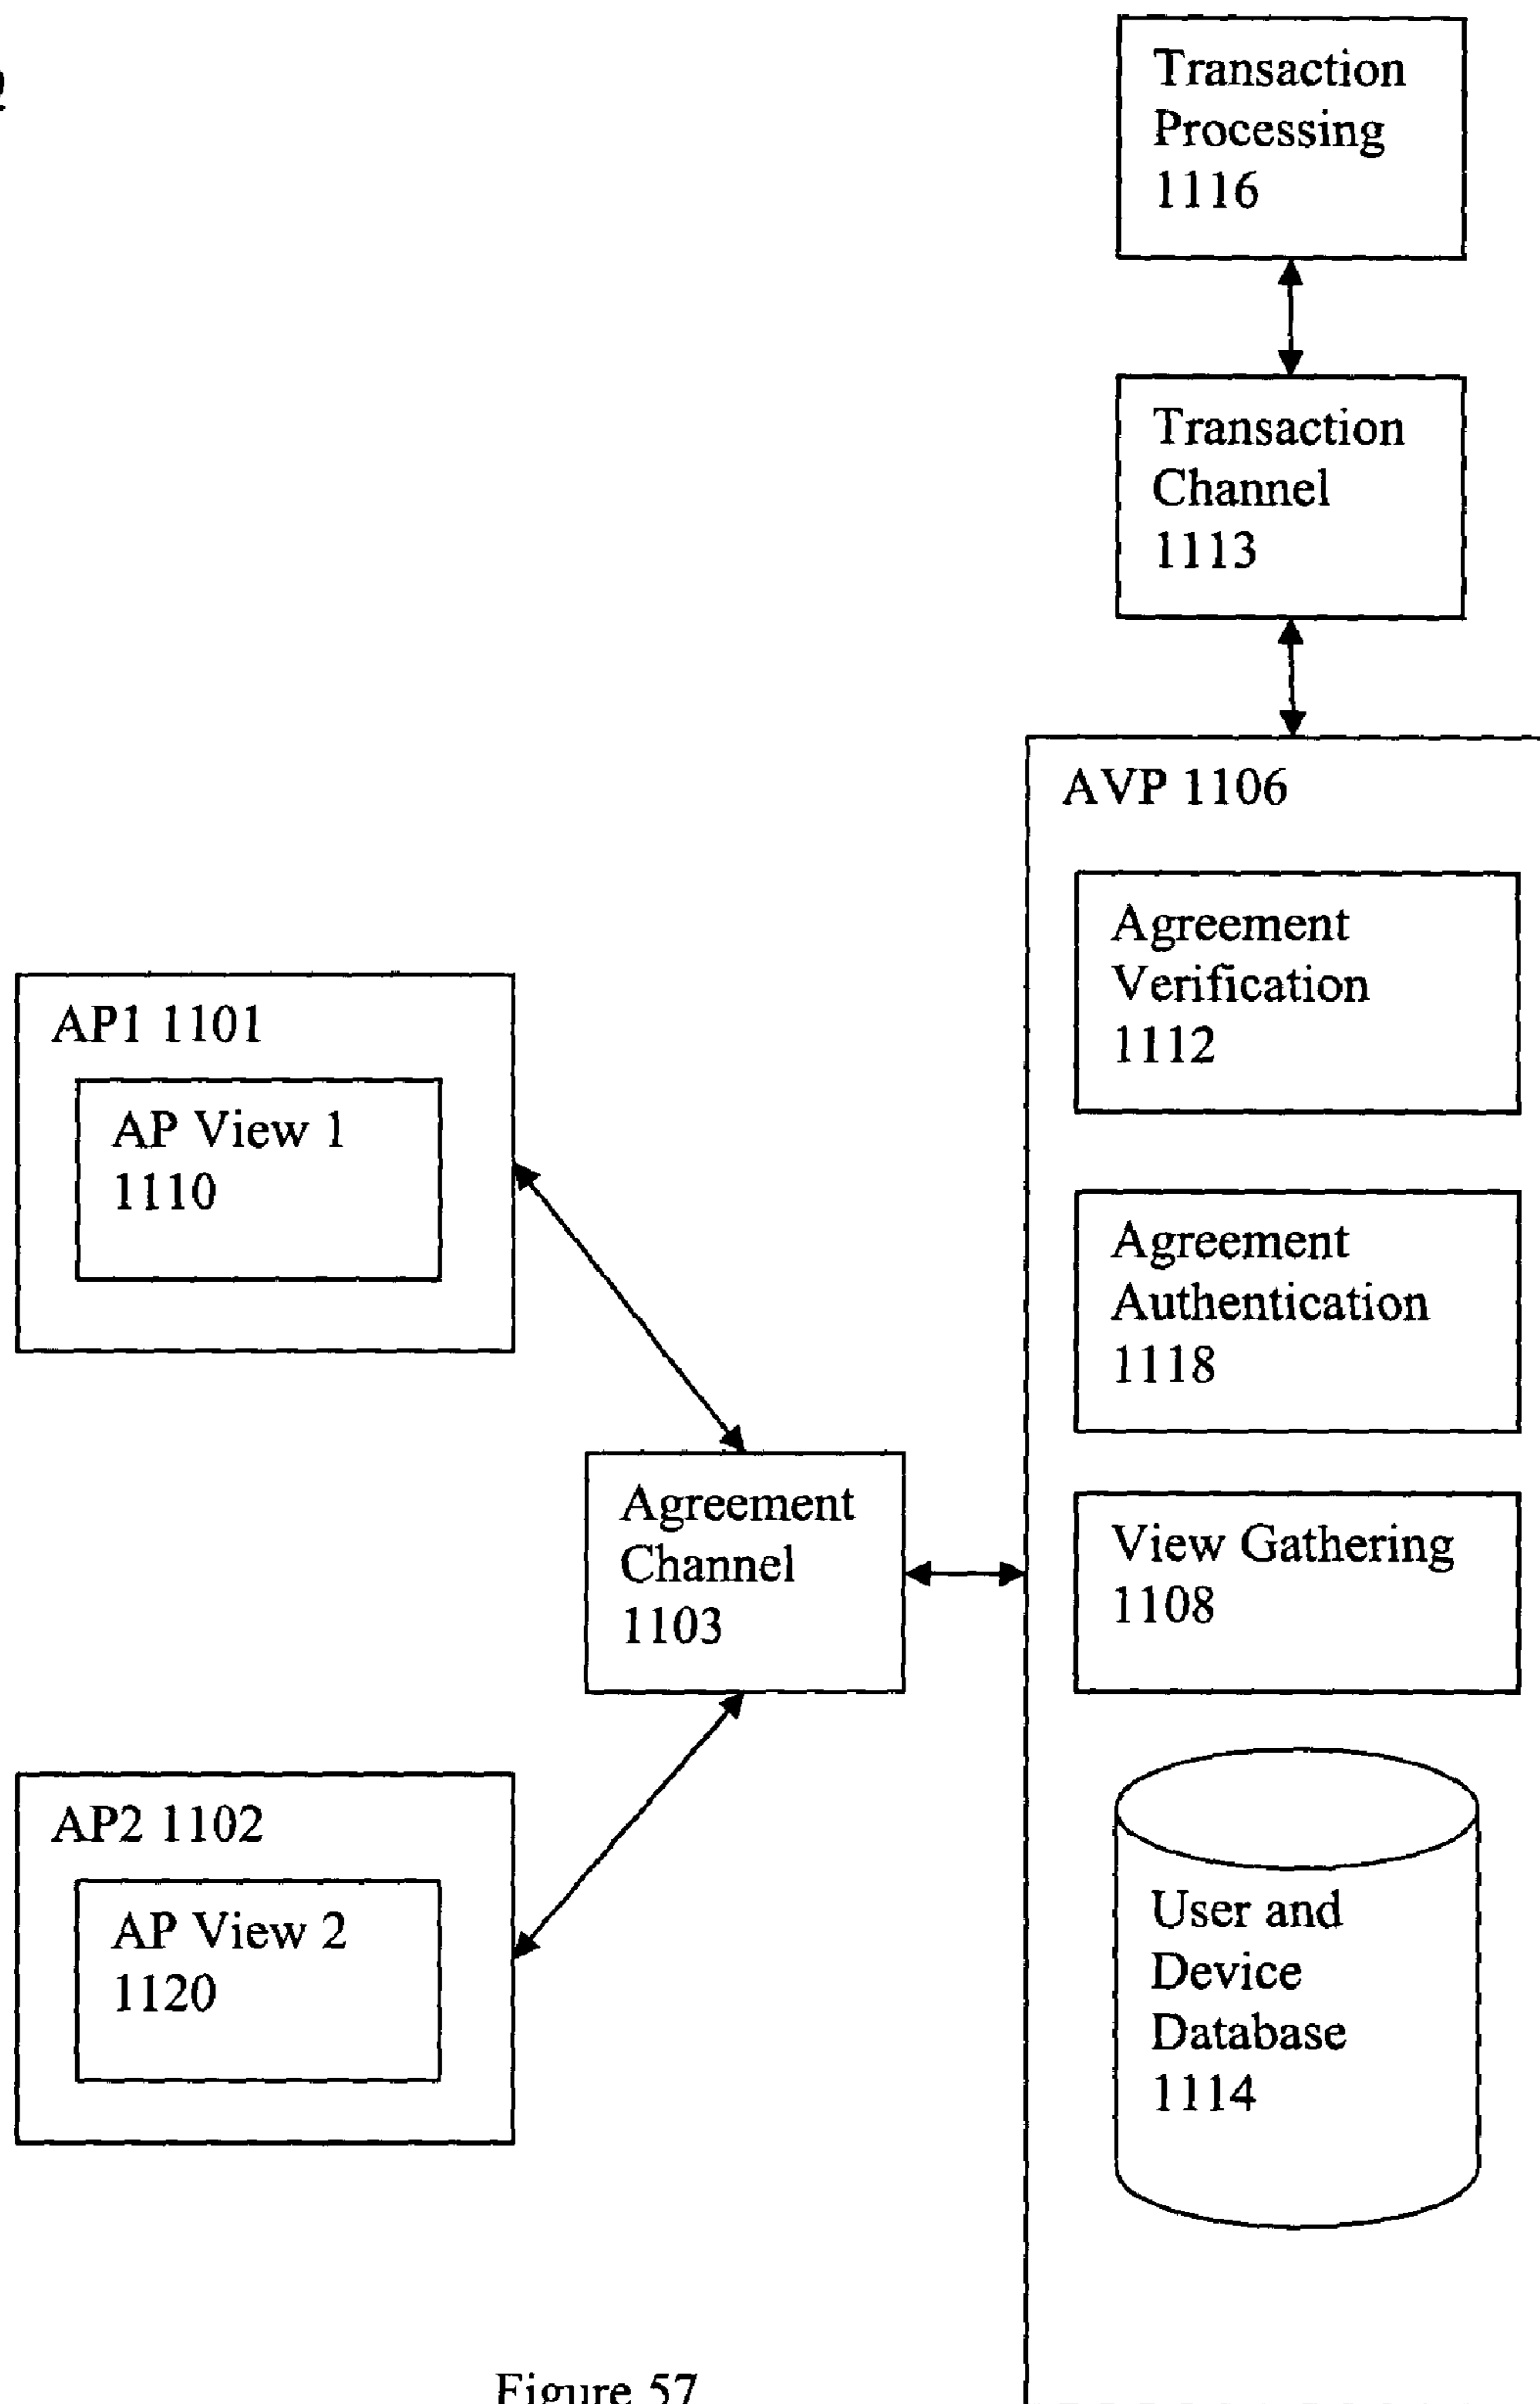 Transaction
Processing
1116
Transaction
Channel
1113
AVP 1106
Agreement
Verification
1112
AP1 1101
AP View 1
1110
Agreement
Authentication
1118
Agreement
Channel
1103
View Gathering
1108
AP2 1102
AP View 2
1120
User and
Device
Database
1114
Figure 57